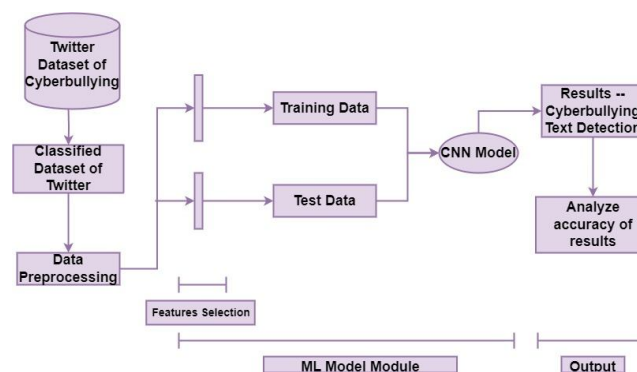 Twitter
Dataset of
Cyberbullying
Classified
Dataset of
Twitter
Data
Preprocessing
Training Data
Test Data
CNN Model
Results --
Cyberbullying
Text Detection
Analyze
accuracy of
results
Features Selection
ML Model Module
Output